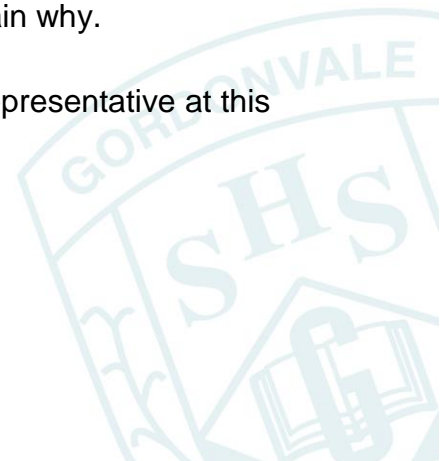 ain why.
presentative at this
GORDONVALE
SHS
G